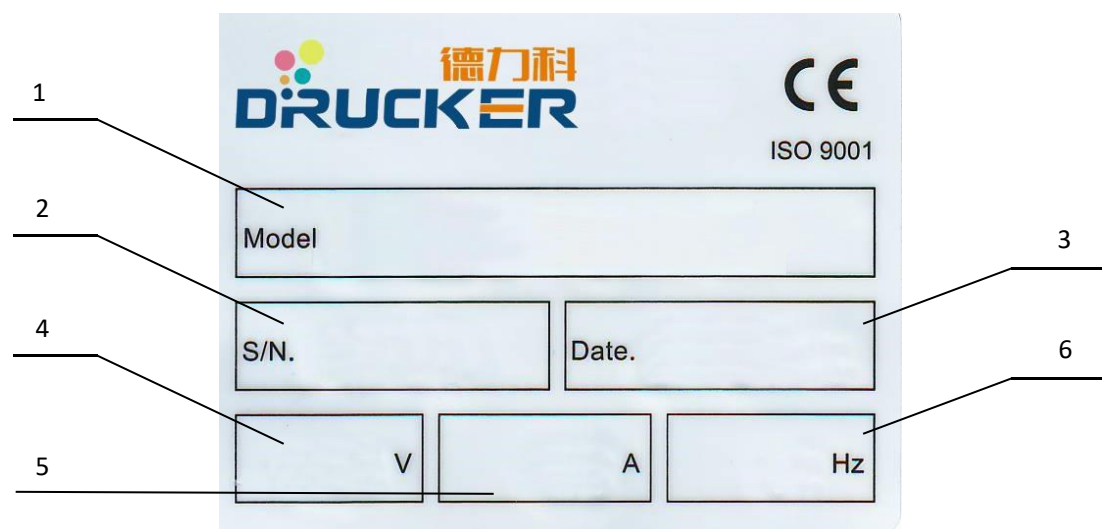 德力科
DRUCKER
CE
ISO 9001
1
Model
2
S/N.
Date.
3
4
V
A
Hz
6
5